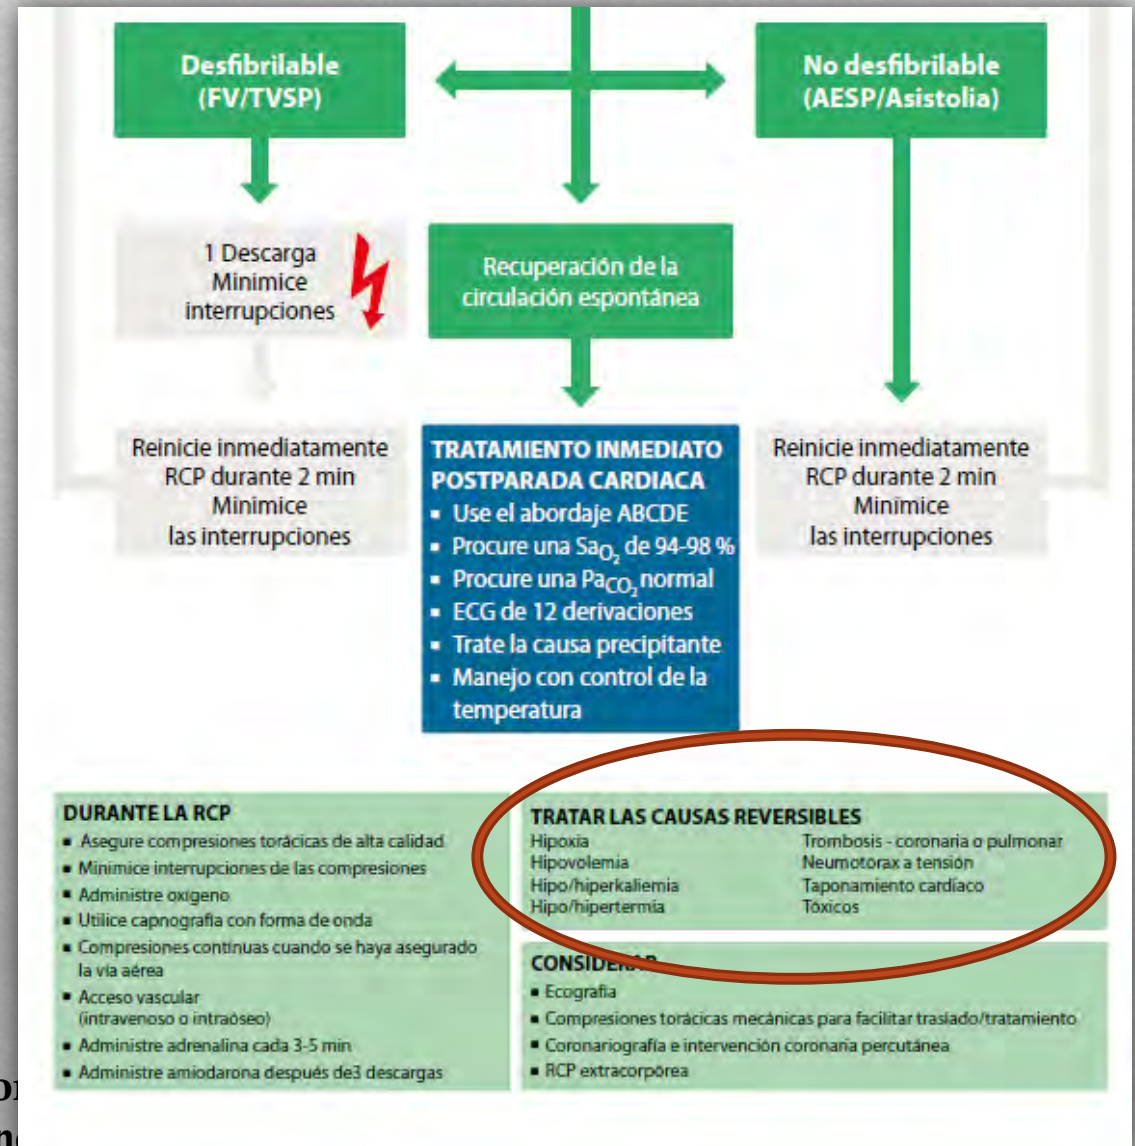 Desfibrilable
(FV/TVSP)
No desfibrilable
(AESP/Asistolia)
1 Descarga
Minimice
interrupciones
Recuperación de la
circulación espontánea
Reinicie inmediatamente
RCP durante 2 min
Minimice
las interrupciones
TRATAMIENTO INMEDIATO
POSTPARADA CARDIACA
▪ Use el abordaje ABCDE
▪ Procure una SaO2 de 94-98 %
▪ Procure una PaCO2 normal
▪ ECG de 12 derivaciones
▪ Trate la causa precipitante
▪ Manejo con control de la
temperatura
Reinicie inmediatamente
RCP durante 2 min
Minimice
las interrupciones
DURANTE LA RCP
▪ Asegure compresiones torácicas de alta calidad
▪ Minimice interrupciones de las compresiones
▪ Administre oxígeno
▪ Utilice capnografía con forma de onda
▪ Compresiones continuas cuando se haya asegurado
la vía aérea
▪ Acceso vascular
(intravenoso o intraóseo)
▪ Administre adrenalina cada 3-5 min
▪ Administre amiodarona después de3 descargas
TRATAR LAS CAUSAS REVERSIBLES
Hipoxia
Hipovolemia
Hipo/hiperkaliemia
Hipo/hipertermia
Trombosis - coronaria o pulmonar
Neumotórax a tensión
Taponamiento cardíaco
Tóxicos
CONSIDERAR
▪ Ecografía
▪ Compresiones torácicas mecánicas para facilitar traslado/tratamiento
▪ Coronariografía e intervención coronaria percutánea
▪ RCP extracorpórea